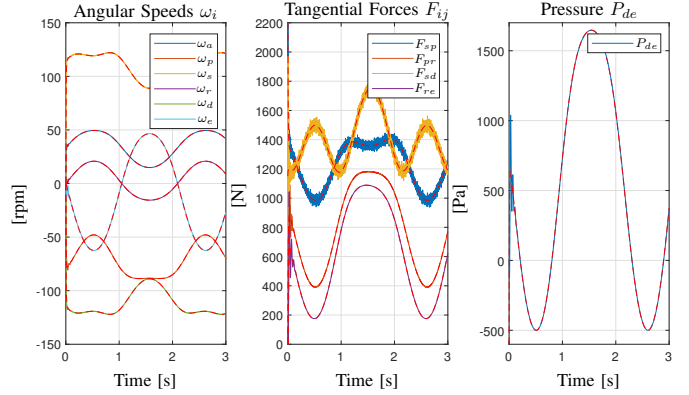 Angular Speeds ω_i
Tangential Forces F_ij
Pressure P_de
150
100
50
0
-50
-100
-150
[rpm]
0
1
2
3
Time [s]
ω_a
ω_p
ω_s
ω_r
ω_d
ω_e
2200
2000
1800
1600
1400
1200
1000
800
600
400
200
0
[N]
0
1
2
3
Time [s]
F_sp
F_pr
F_sd
F_re
1500
1000
500
0
-500
[Pa]
0
1
2
3
Time [s]
P_de